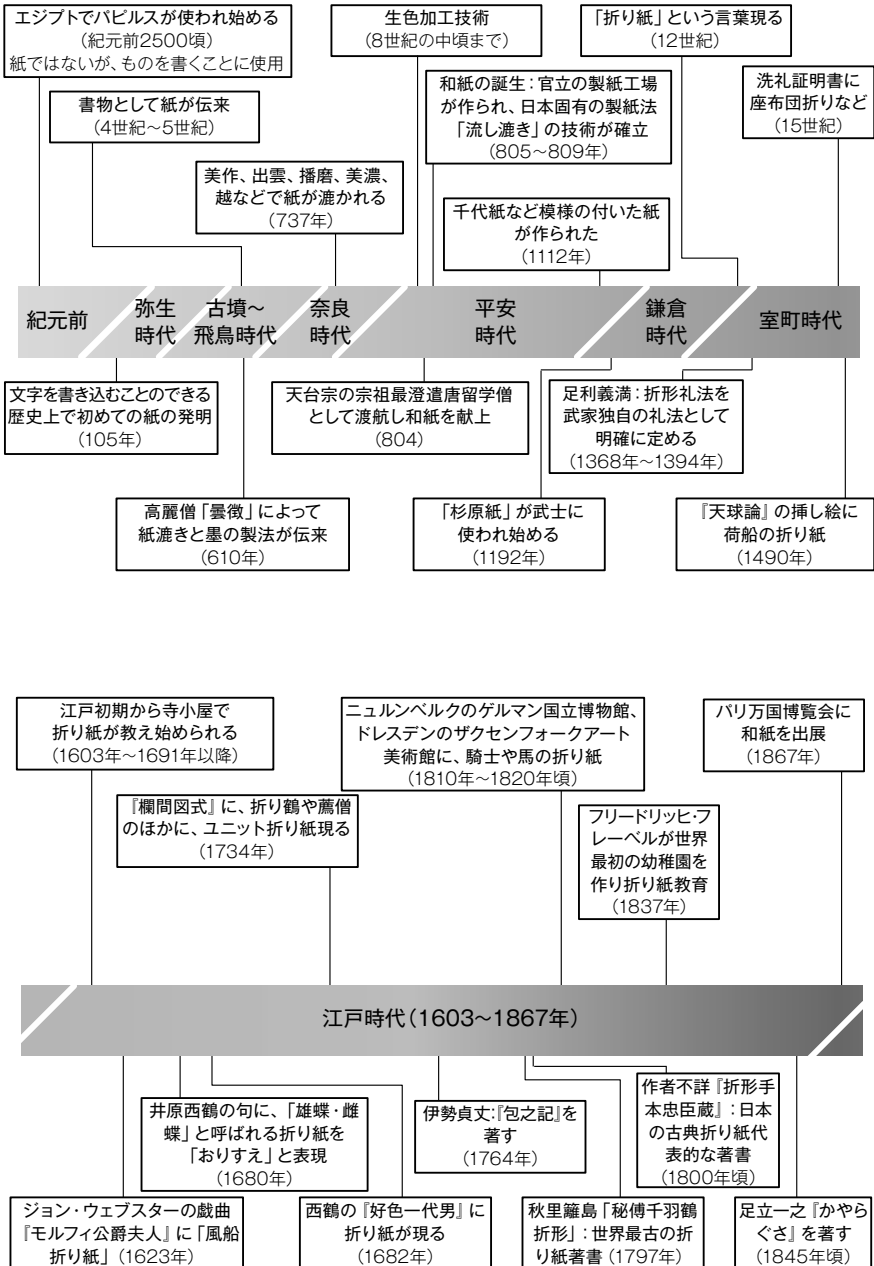 エジプトでパピルスが使われ始める
(紀元前2500頃)
紙ではないが、ものを書くことに使用
生色加工技術
(8世紀の中頃まで)
「折り紙」という言葉現る
(12世紀)
書物として紙が伝来
(4世紀〜5世紀)
和紙の誕生:官立の製紙工場
が作られ、日本固有の製紙法
「流し漉き」の技術が確立
(805〜809年)
洗礼証明書に
座布団折りなど
(15世紀)
美作、出雲、播磨、美濃、
越などで紙が漉かれる
(737年)
千代紙など模様の付いた紙
が作られた
(1112年)
紀元前
弥生
時代
古墳〜
飛鳥時代
奈良
時代
平安
時代
鎌倉
時代
室町時代
文字を書き込むことのできる
歴史上で初めての紙の発明
(105年)
天台宗の宗祖最澄遣唐留学僧
として渡航し和紙を献上
(804)
足利義満:折形礼法を
武家独自の礼法として
明確に定める
(1368年〜1394年)
高麗僧「曇徴」によって
紙漉きと墨の製法が伝来
(610年)
「杉原紙」が武士に
使われ始める
(1192年)
『天球論』の挿し絵に
荷船の折り紙
(1490年)
江戸初期から寺小屋で
折り紙が教え始められる
(1603年〜1691年以降)
ニュルンベルクのゲルマン国立博物館、
ドレスデンのザクセンフォークアート
美術館に、騎士や馬の折り紙
(1810年〜1820年頃)
パリ万国博覧会に
和紙を出展
(1867年)
『欄間図式』に、折り鶴や薦僧
のほかに、ユニット折り紙現る
(1734年)
フリードリッヒ・フ
レーベルが世界
最初の幼稚園を
作り折り紙教育
(1837年)
江戸時代(1603〜1867年)
井原西鶴の句に、「雄蝶・雌
蝶」と呼ばれる折り紙を
「おりすえ」と表現
(1680年)
伊勢貞丈:『包之記』を
著す
(1764年)
作者不詳『折形手
本忠臣蔵』:日本
の古典折り紙代
表的な著書
(1800年頃)
ジョン・ウェブスターの戯曲
『モルフィ公爵夫人』に「風船
折り紙」(1623年)
西鶴の『好色一代男』に
折り紙が現る
(1682年)
秋里籬島「秘傳千羽鶴
折形」:世界最古の折
り紙著書(1797年)
足立一之『かやら
ぐさ』を著す
(1845年頃)